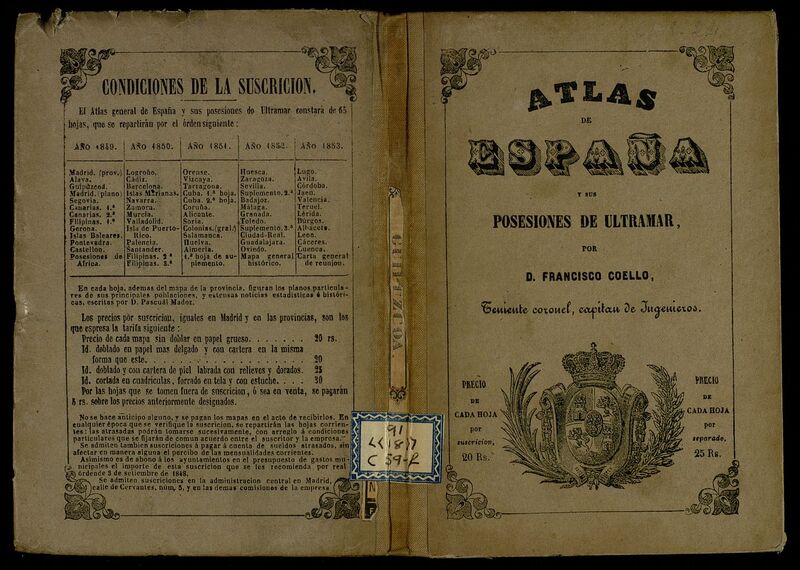 CONDICIONES DE LA SUSCRICION.
El Atlas general de España y sus posesiones de Ultramar constará de 65
hojas, que se repartirán por el órden siguiente:
AÑO 1849. AÑO 1850. AÑO 1851. AÑO 1852. AÑO 1853.
Madrid. (prov.) Logroño. Orense. Huesca. Lugo.
Alava. Cádiz. Vizcaya. Zaragoza. Avila.
Guipúzcoa. Barcelona. Tarragona. Sevilla. Córdoba.
Madrid. (plano) Islas Marianas. Cuba. 1.ª hoja. Suplemento. 2.º Jaen.
Segovia. Navarra. Cuba. 2.ª hoja. Badajoz. Valencia.
Canarias. 1.ª Zamora. Coruña. Málaga. Teruel.
Canarias. 2.ª Murcia. Alicante. Granada. Lérida.
Filipinas. 1.ª Valladolid. Soria. Toledo. Búrgos.
Gerona. Isla de Puerto- Colonias. (gral.) Suplemento. 3.º Albacete.
Islas Baleares. Rico. Salamanca. Ciudad-Real. Leon.
Pontevedra. Palencia. Huelva. Guadalajara. Cáceres.
Castellon. Santander. Almería. Oviedo. Cuenca.
Posesiones de Filipinas. 2.ª 1.ª hoja de su- Mapa general Carta general
Africa. Filipinas. 3.ª plemento. histórico. de reunion.
En cada hoja, ademas del mapa de la provincia, figuran los planos particula-
res de sus principales poblaciones, y estensas noticias estadísticas é históri-
cas, escritas por D. Pascual Madoz.
Los precios por suscricion, iguales en Madrid y en las provincias, son los
que espresa la tarifa siguiente:
Precio de cada mapa sin doblar en papel grueso. . . . . . . . 20 rs.
Id. doblado en papel mas delgado y con cartera en la misma
forma que este. . . . . . . . . . . . . . . . . . . 20
Id. doblado y con cartera de piel labrada con relieves y dorados. 25
Id. cortada en cuadrículas, forrado en tela y con estuche. . . . 30
Por las hojas que se tomen fuera de suscricion, ó sea en venta, se pagarán
5 rs. sobre los precios anteriormente designados.
No se hace anticipo alguno, y se pagan los mapas en el acto de recibirlos. En
cualquier época que se verifique la suscricion, se repartirán las hojas corrien-
tes: las atrasadas podrán tomarse sucesivamente, con arreglo á condiciones
particulares que se fijarán de comun acuerdo entre el suscritor y la empresa.
Se admiten tambien suscriciones á pagar á cuenta de sueldos atrasados, sin
afectar en manera alguna el percibo de las mensualidades corrientes.
Asimismo es de abono á los ayuntamientos en el presupuesto de gastos mu-
nicipales el importe de esta suscricion que se les recomienda por real
órden de 3 de setiembre de 1848.
Se admiten suscriciones en la administracion central en Madrid,
calle de Cervantes, núm. 5, y en las demas comisiones de la empresa
GUIPUZCOA
91
C 59-f
ATLAS
DE
ESPAÑA
Y SUS
POSESIONES DE ULTRAMAR,
POR
D. FRANCISCO COELLO,
Teniente coronel, capitan de Ingenieros.
PRECIO
DE
CADA HOJA
por
suscricion,
20 Rs.
PRECIO
DE
CADA HOJA
por
separado,
25 Rs.